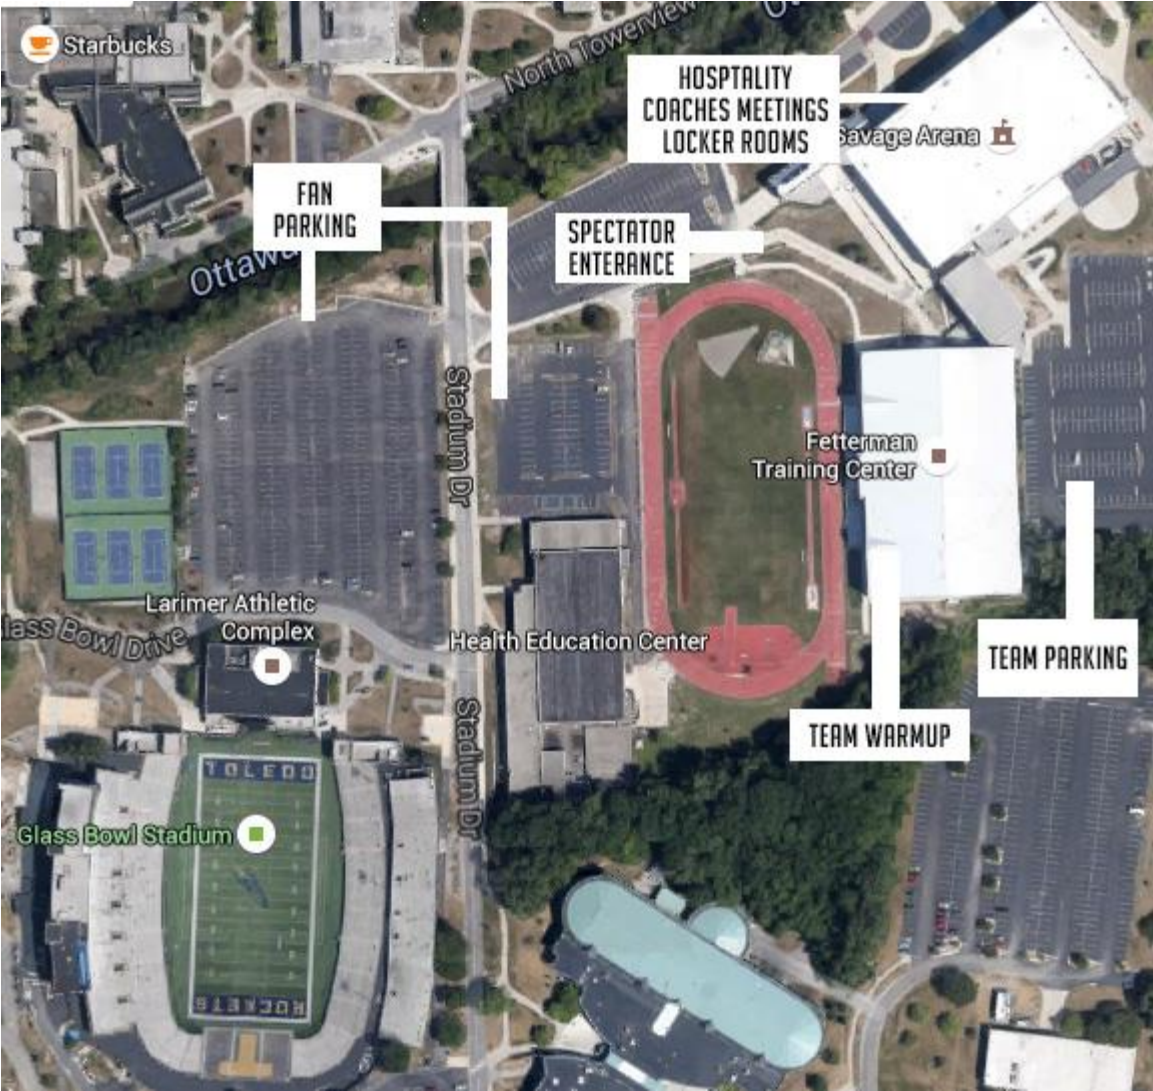 Starbucks
North Towerview
Ot
HOSPTALITY
COACHES MEETINGS
LOCKER ROOMS
Savage Arena
FAN
PARKING
SPECTATOR
ENTERANCE
Ottawa
Stadium Dr
Fetterman
Training Center
Larimer Athletic
Complex
lass Bowl Drive
Health Education Center
TEAM PARKING
TEAM WARMUP
Stadium Dr
TOLEDO
Glass Bowl Stadium
ROCKETS